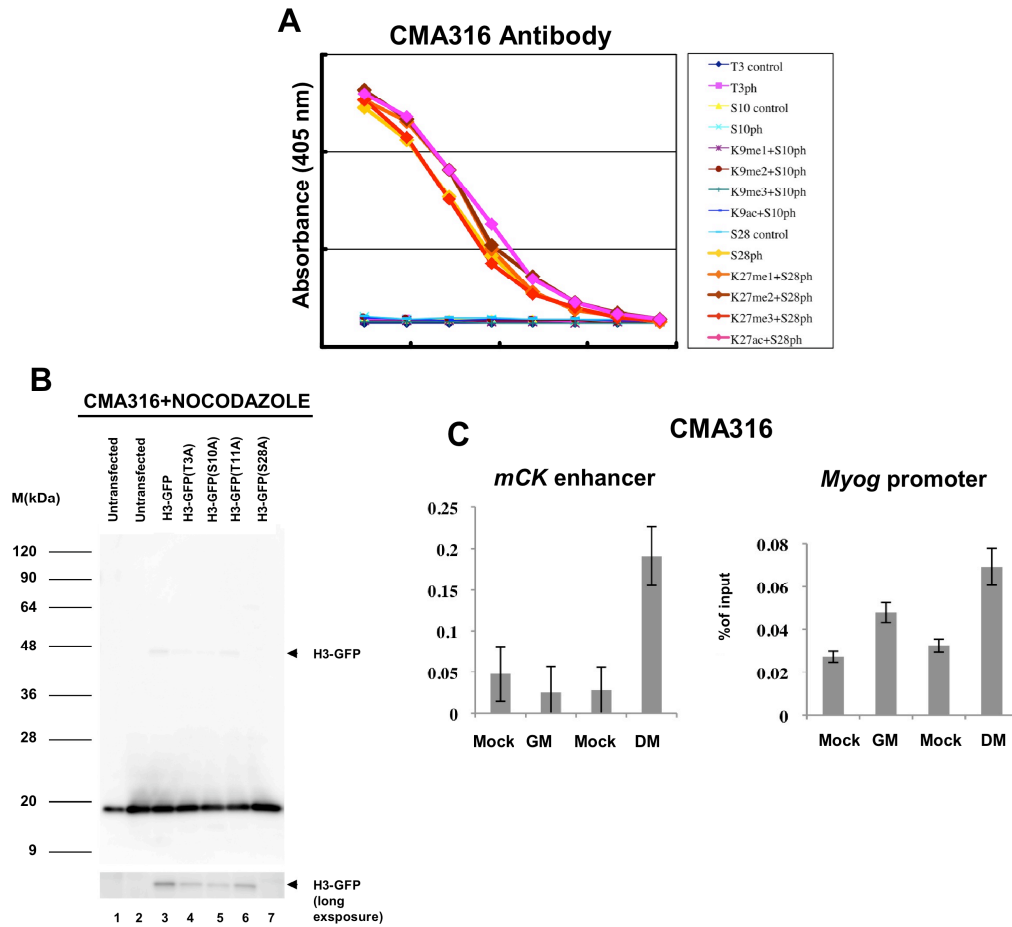 A
CMA316 Antibody
Absorbance (405 nm)
T3 control
T3ph
S10 control
S10ph
K9me1+S10ph
K9me2+S10ph
K9me3+S10ph
K9ac+S10ph
S28 control
S28ph
K27me1+S28ph
K27me2+S28ph
K27me3+S28ph
K27ac+S28ph
B
CMA316+NOCODAZOLE
M(kDa)
Untransfected
Untransfected
H3-GFP
H3-GFP(T3A)
H3-GFP(S10A)
H3-GFP(T11A)
H3-GFP(S28A)
120
90
64
48
36
28
20
9
H3-GFP
H3-GFP
(long
exsposure)
1 2 3 4 5 6 7
C
CMA316
mCK enhancer
0.25
0.2
0.15
0.1
0.05
0
Mock GM Mock DM
Myog promoter
%of input
0.08
0.06
0.04
0.02
0
Mock GM Mock DM